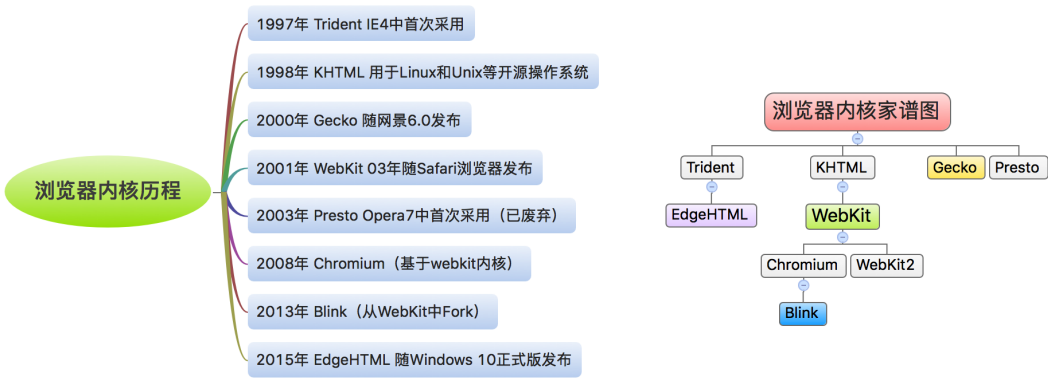 浏览器内核历程
1997年 Trident IE4中首次采用
1998年 KHTML 用于Linux和Unix等开源操作系统
2000年 Gecko 随网景6.0发布
2001年 WebKit 03年随Safari浏览器发布
2003年 Presto Opera7中首次采用（已废弃）
2008年 Chromium（基于webkit内核）
2013年 Blink（从WebKit中Fork）
2015年 EdgeHTML 随Windows 10正式版发布
浏览器内核家谱图
Trident
KHTML
Gecko
Presto
EdgeHTML
WebKit
Chromium
WebKit2
Blink